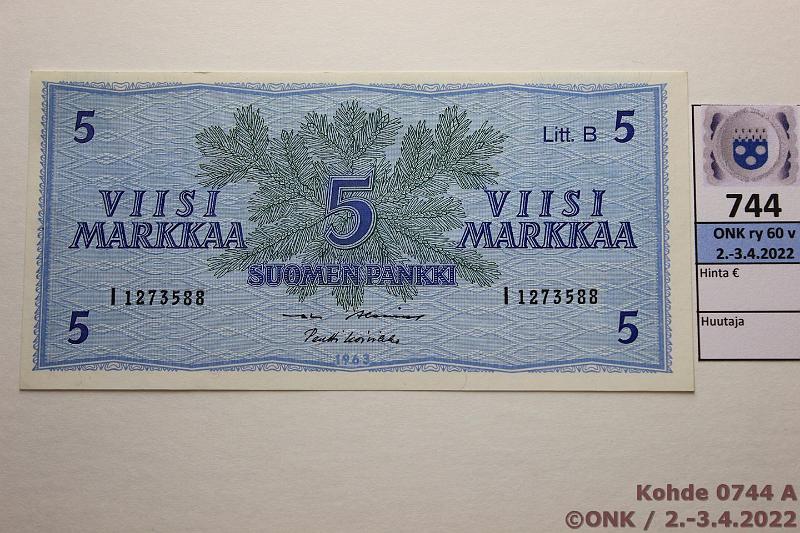 5
Litt. B 5
VIISI MARKKAA
5
VIISI MARKKAA
SUOMEN PANKKI
I 1273588
I 1273588
5
5
1963
744
ONK ry 60 v
2.-3.4.2022
Hinta €
Huutaja
Kohde 0744 A
©ONK / 2.-3.4.2022